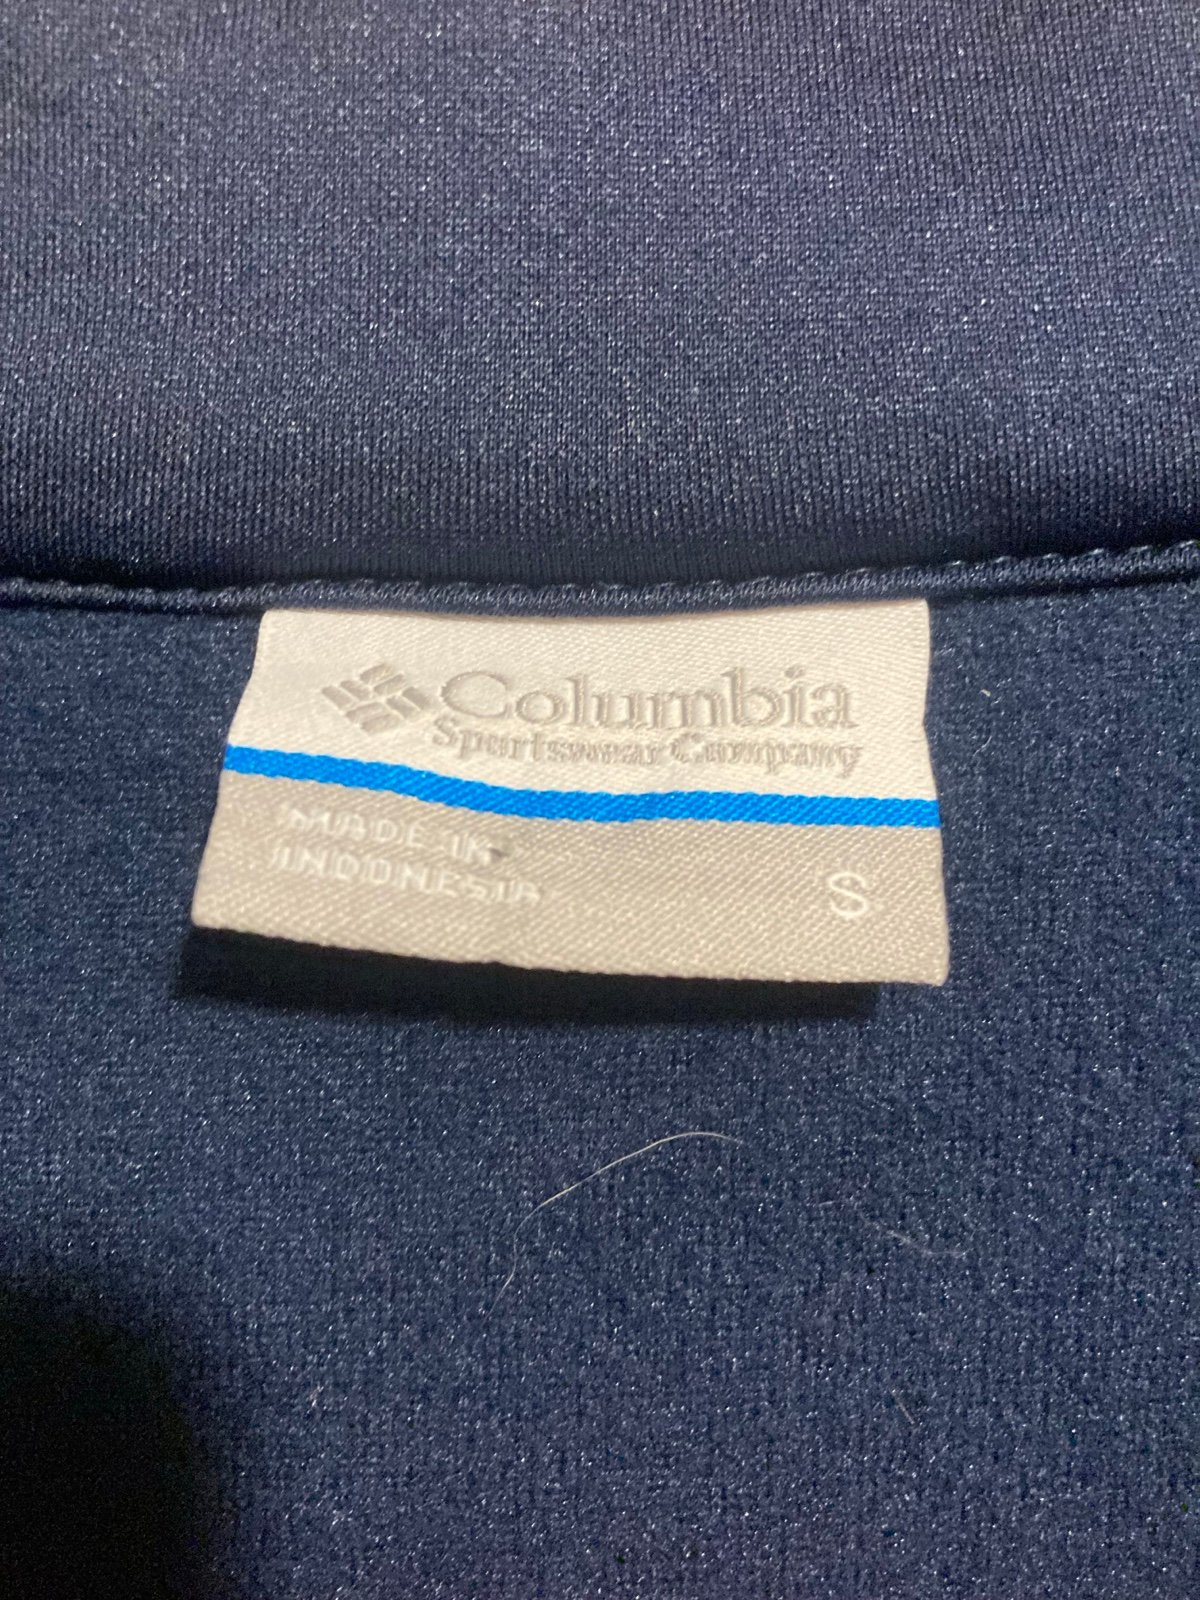 Columbia
Sportswear Company
MADE IN
INDONESIA
S